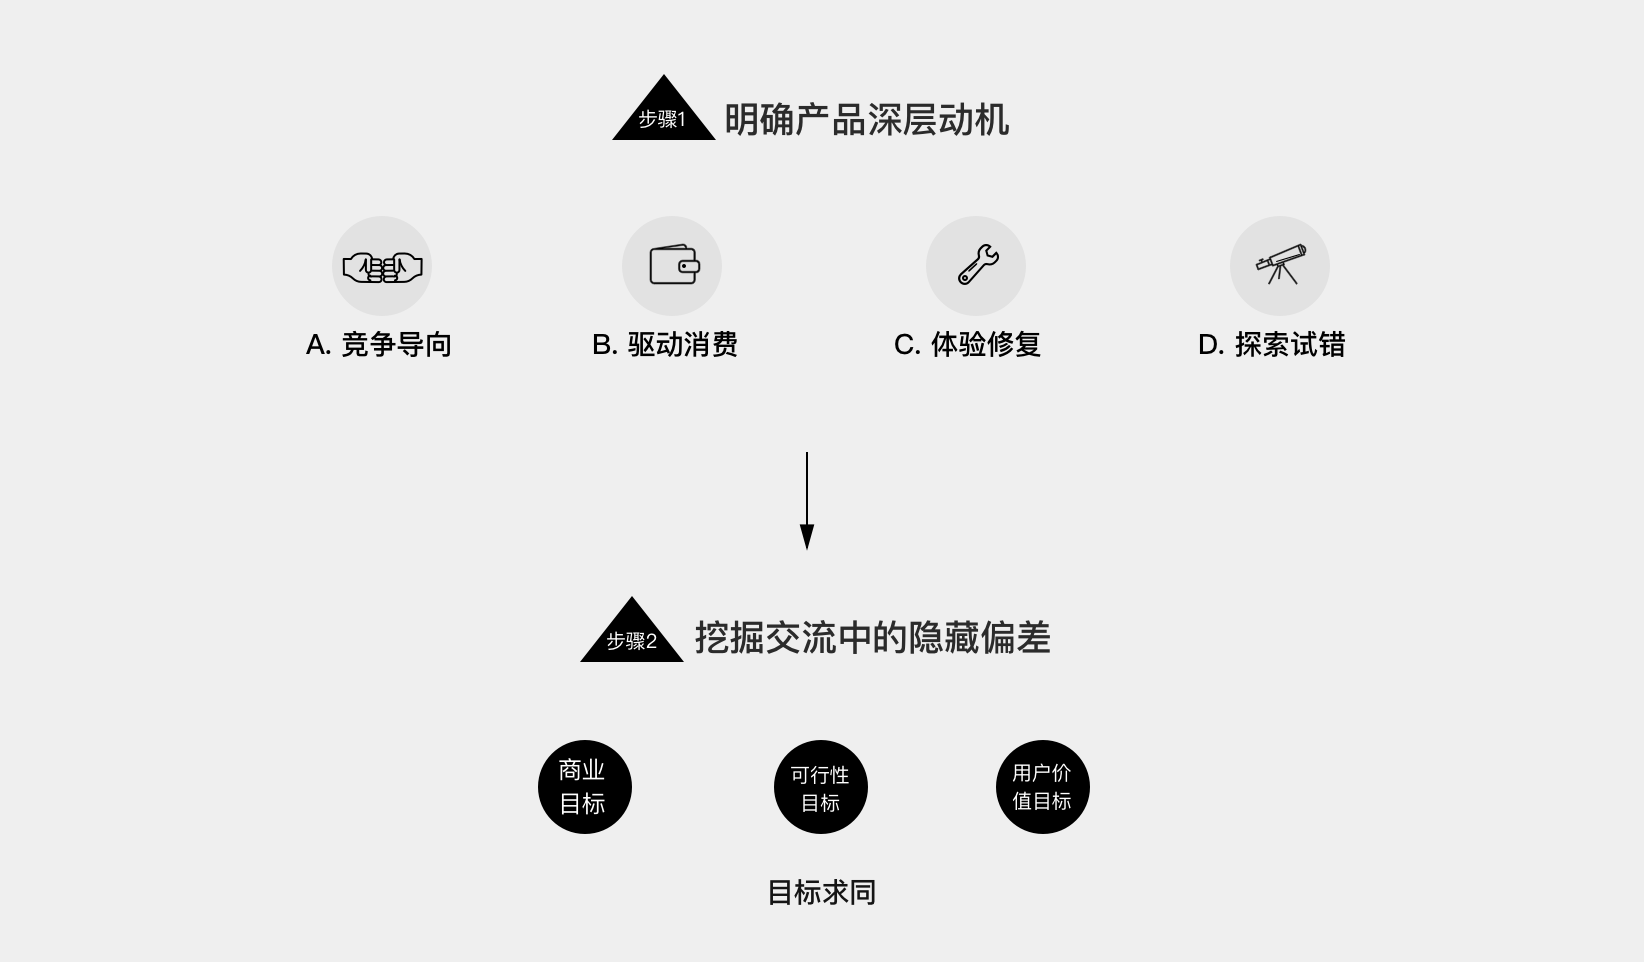 步骤1
明确产品深层动机
A. 竞争导向
B. 驱动消费
C. 体验修复
D. 探索试错
步骤2
挖掘交流中的隐藏偏差
商业
目标
可行性
目标
用户价
值目标
目标求同